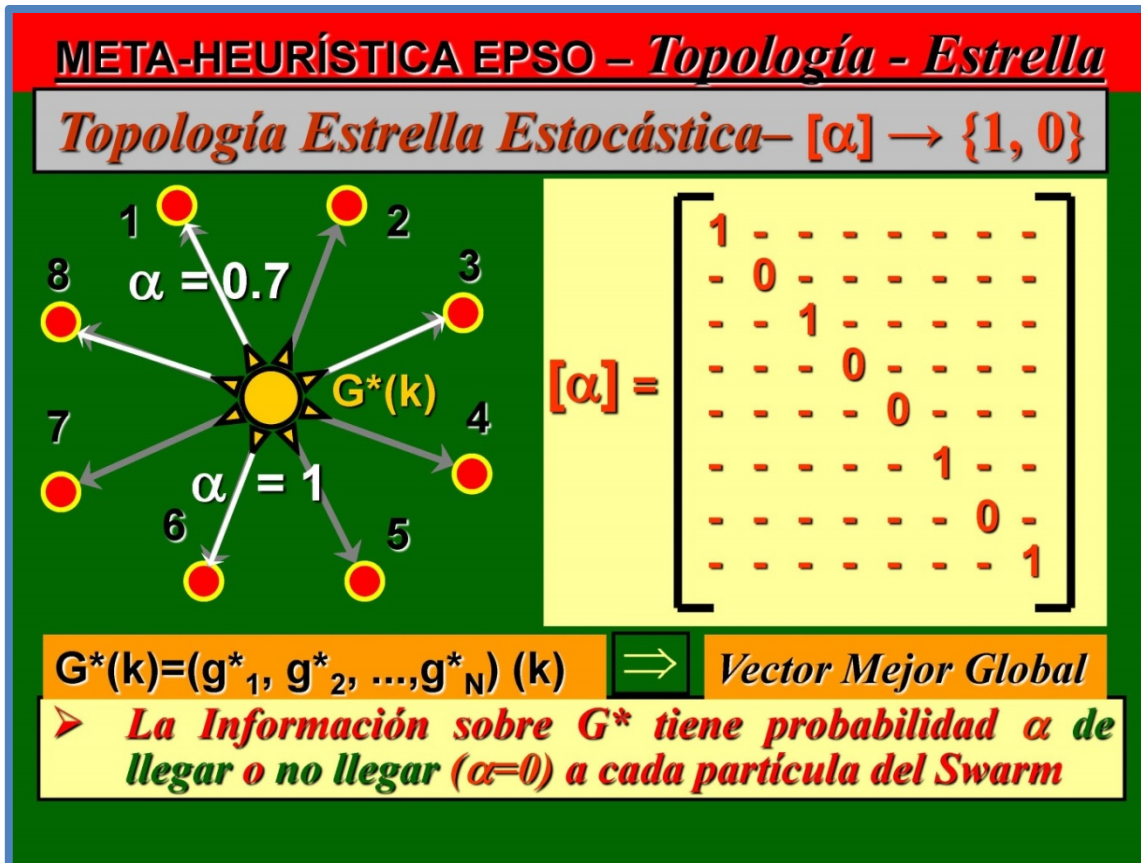 META-HEURÍSTICA EPSO – Topología - Estrella
Topología Estrella Estocástica– [α] → {1, 0}
1
2
8
α = 0.7
3
G*(k)
7
4
α = 1
6
5
[α] =
1 - - - - - - -
- 0 - - - - - -
- - 1 - - - - -
- - - 0 - - - -
- - - - 0 - - -
- - - - - 1 - -
- - - - - - 0 -
- - - - - - - 1
G*(k)=(g*1, g*2, ...,g*N) (k) ⇒ Vector Mejor Global
➢ La Información sobre G* tiene probabilidad α de
llegar o no llegar (α=0) a cada partícula del Swarm